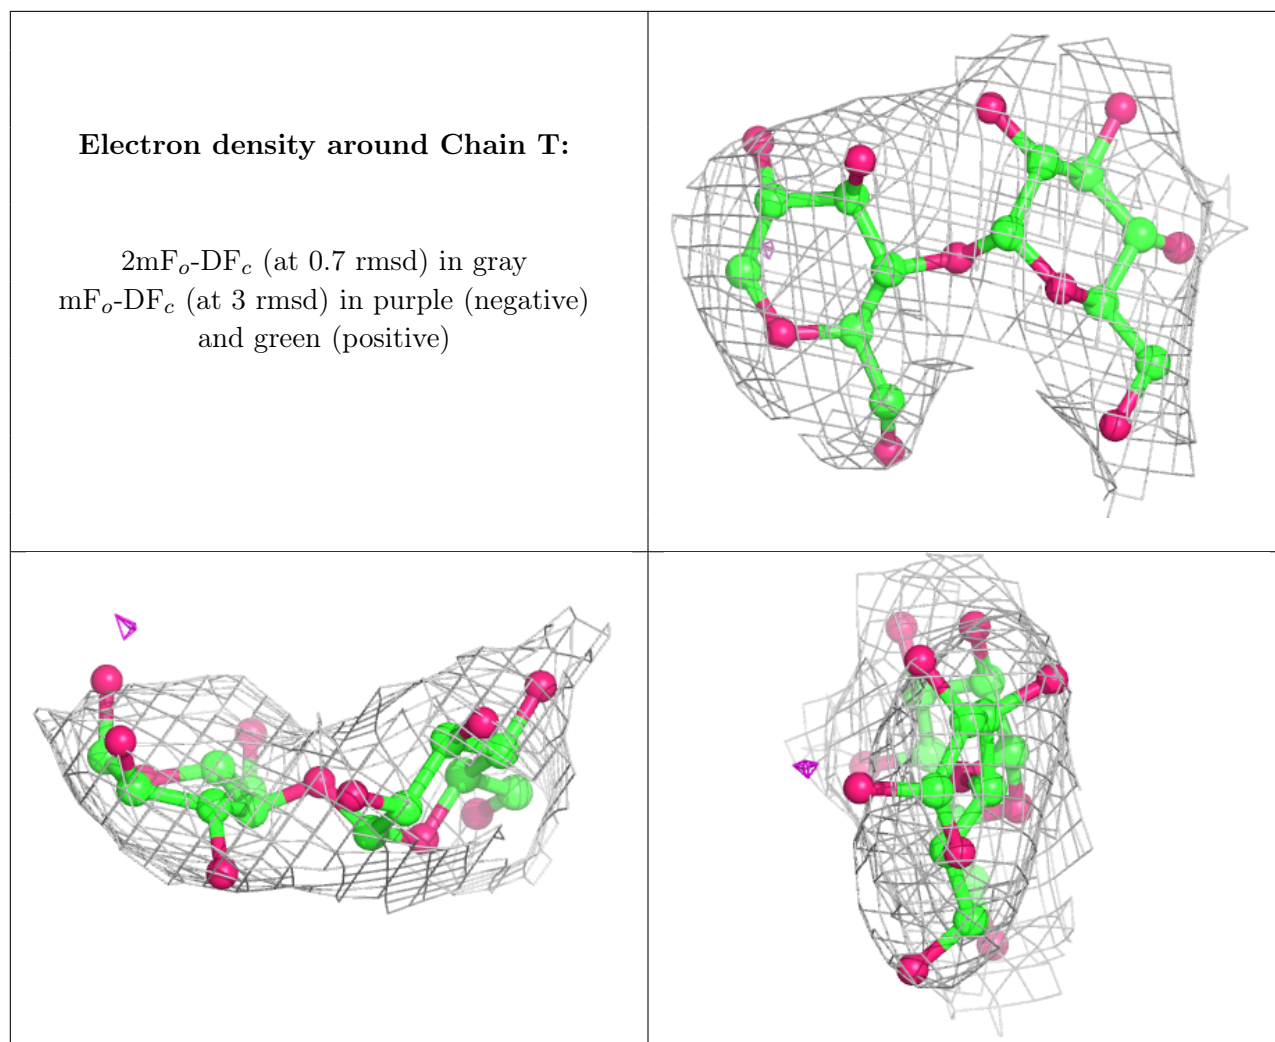 Electron density around Chain T:
2mFₒ-DF𝒸 (at 0.7 rmsd) in gray
mFₒ-DF𝒸 (at 3 rmsd) in purple (negative)
and green (positive)